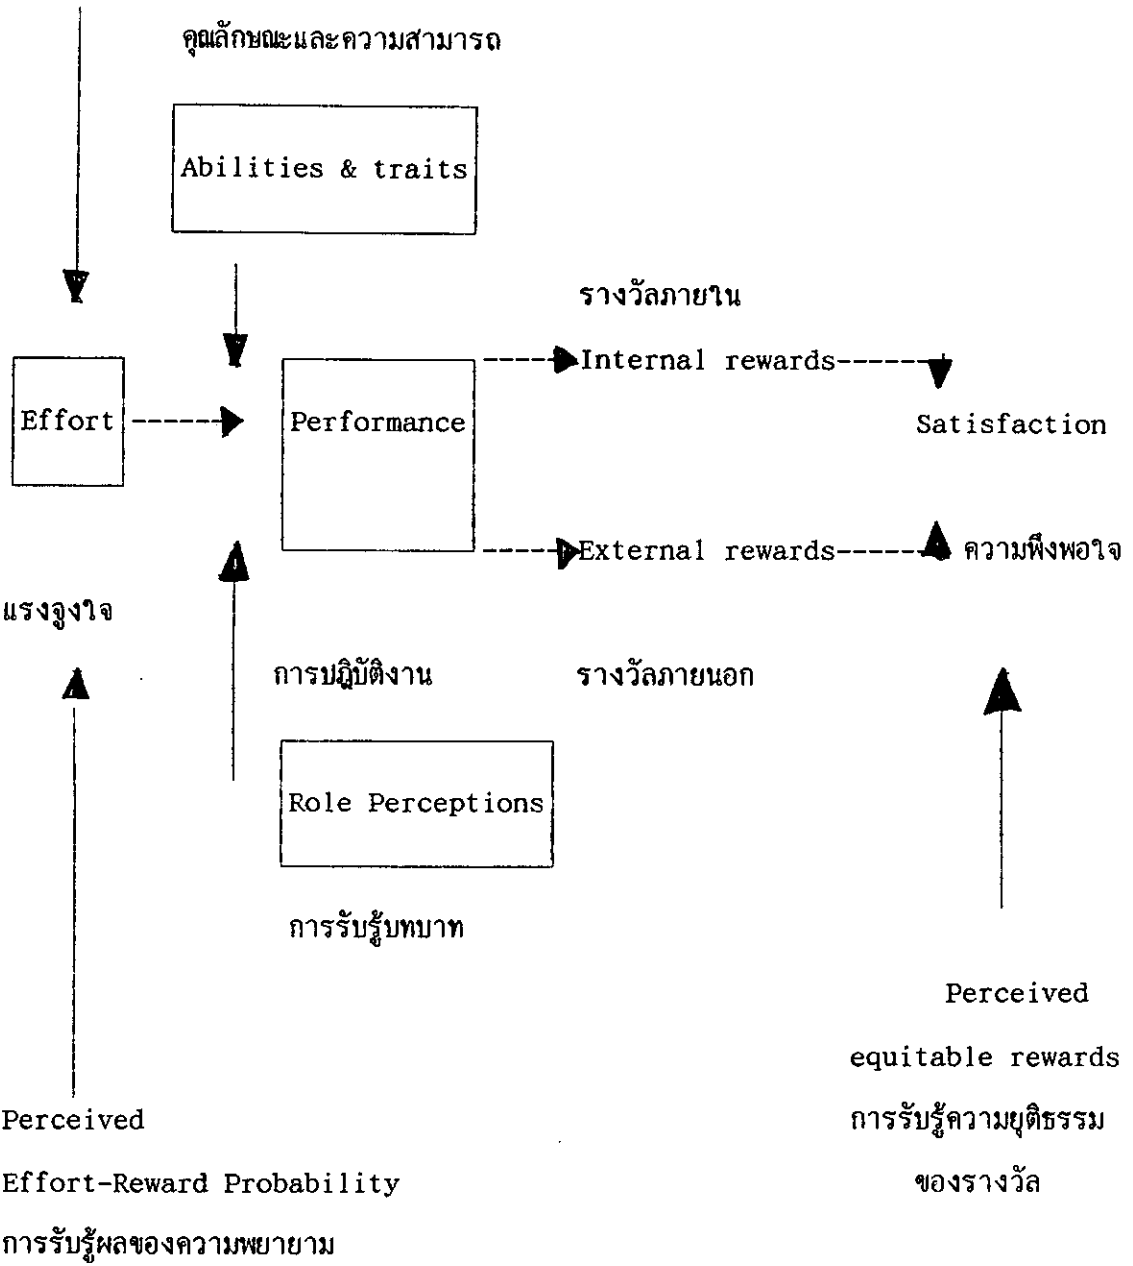 คุณลักษณะและความสามารถ
Abilities & traits
รางวัลภายใน
Internal rewards
Effort
Performance
Satisfaction
External rewards
ความพึงพอใจ
แรงจูงใจ
การปฏิบัติงาน
รางวัลภายนอก
Role Perceptions
การรับรู้บทบาท
Perceived
equitable rewards
การรับรู้ความยุติธรรม
ของรางวัล
Perceived
Effort-Reward Probability
การรับรู้ผลของความพยายาม